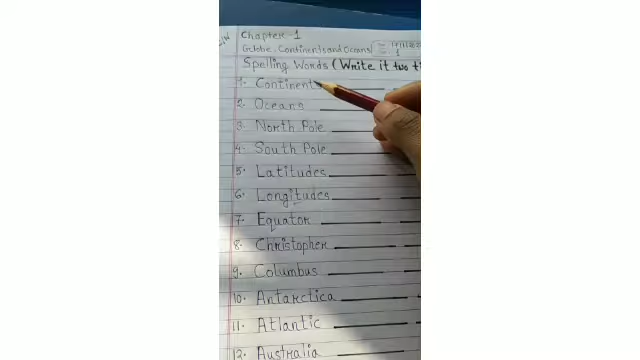 Chapter -1
Globe, Continents and Oceans
Spelling Words (Write it two
1. Continents
2. Oceans
3. North Pole
4. South Pole
5. Latitudes
6. Longitudes
7. Equator
8. Christopher
9. Columbus
10. Antarctica
11. Atlantic
12. Australia